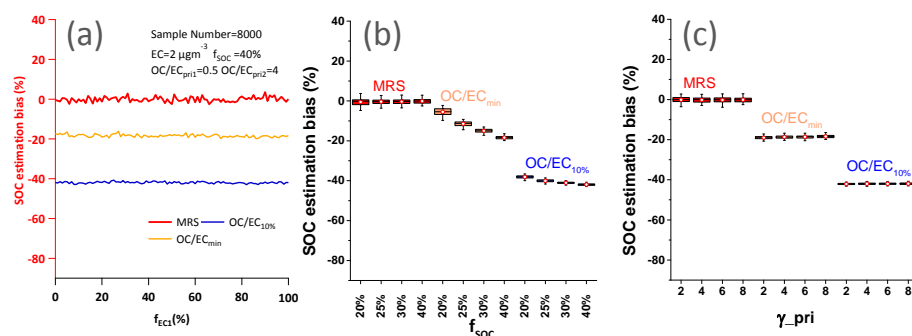 (a)
Sample Number=8000
EC=2 µgm-3 fSOC =40%
OC/ECpri1=0.5 OC/ECpri2=4
SOC estimation bias (%)
40
20
0
-20
-40
-60
-80
MRS
OC/EC10%
OC/ECmin
0 20 40 60 80 100
fEC1(%)
(b)
SOC estimation bias (%)
40
20
0
-20
-40
-60
-80
MRS
OC/ECmin
OC/EC10%
20% 25% 30% 40% 20% 25% 30% 40% 20% 25% 30% 40%
fSOC
(c)
SOC estimation bias (%)
40
20
0
-20
-40
-60
-80
MRS
OC/ECmin
OC/EC10%
2 4 6 8 2 4 6 8 2 4 6 8
γ_pri